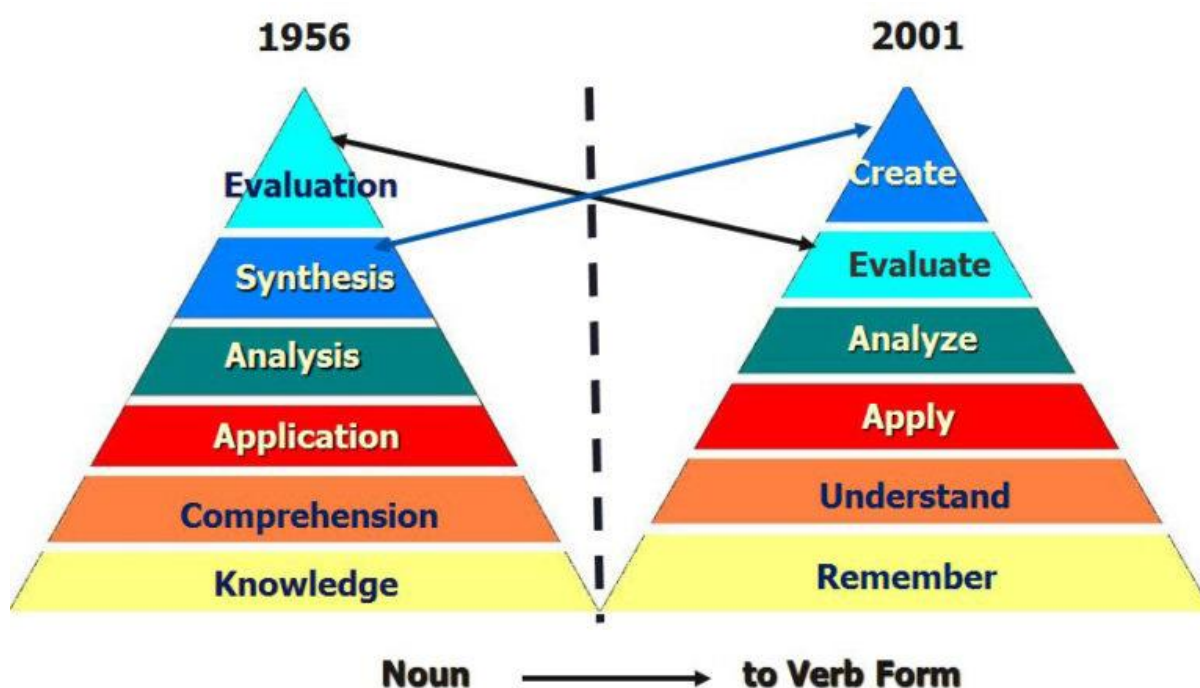 1956
2001
Evaluation
Synthesis
Analysis
Application
Comprehension
Knowledge
Create
Evaluate
Analyze
Apply
Understand
Remember
Noun to Verb Form